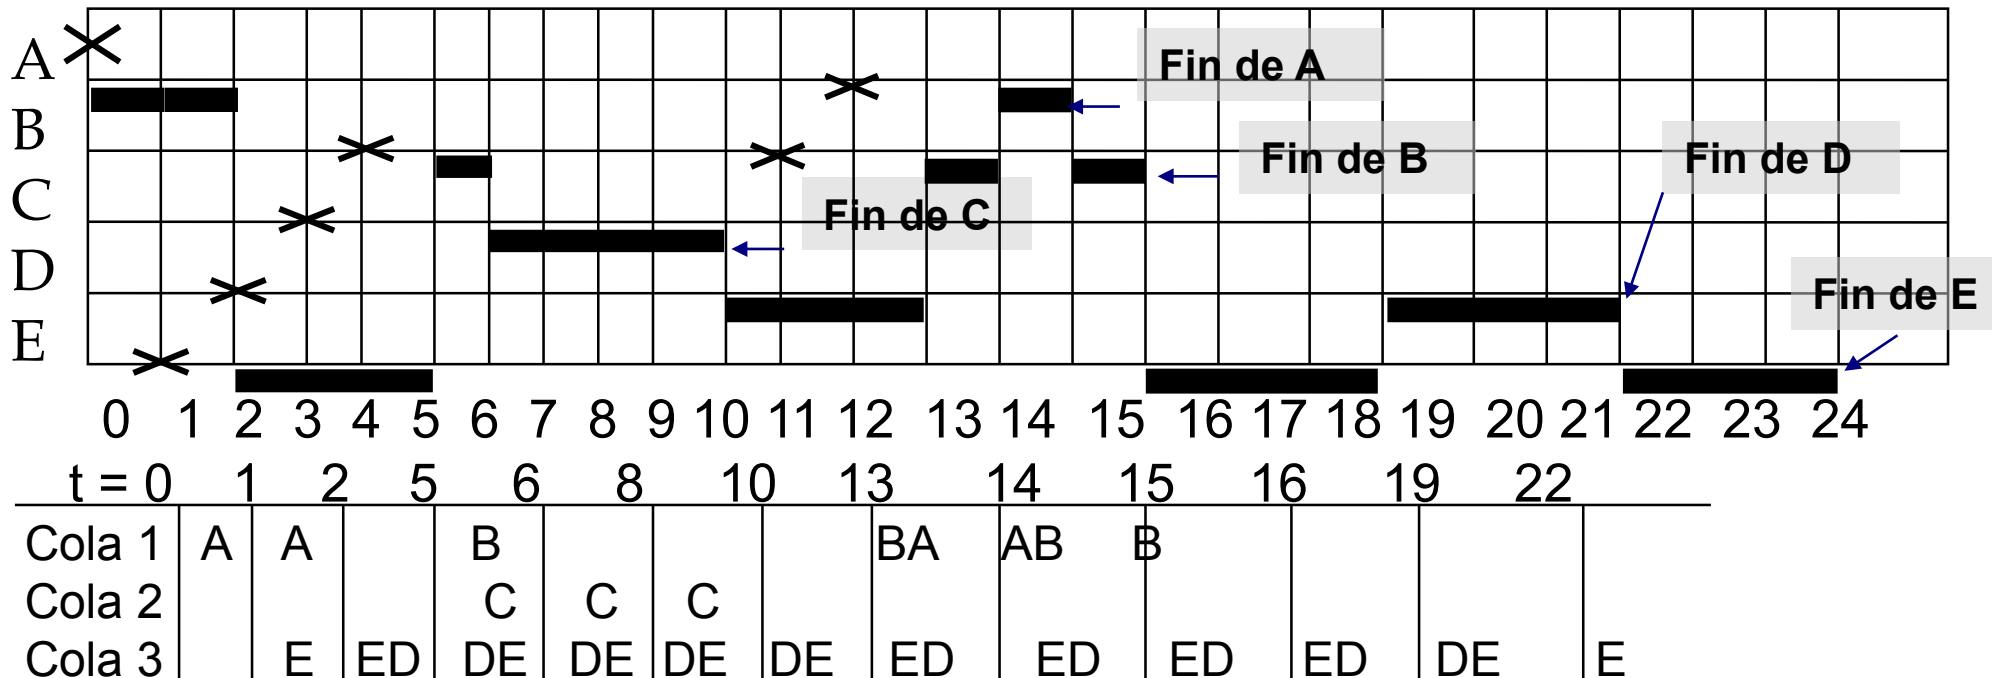 A
Fin de A
B
Fin de B
Fin de D
C
Fin de C
D
Fin de E
E
0 1 2 3 4 5 6 7 8 9 10 11 12 13 14 15 16 17 18 19 20 21 22 23 24
t = 0 1 2 5 6 8 10 13 14 15 16 19 22
Cola 1 A A B BA AB B
Cola 2 C C C
Cola 3 E ED DE DE DE DE ED ED ED ED DE E